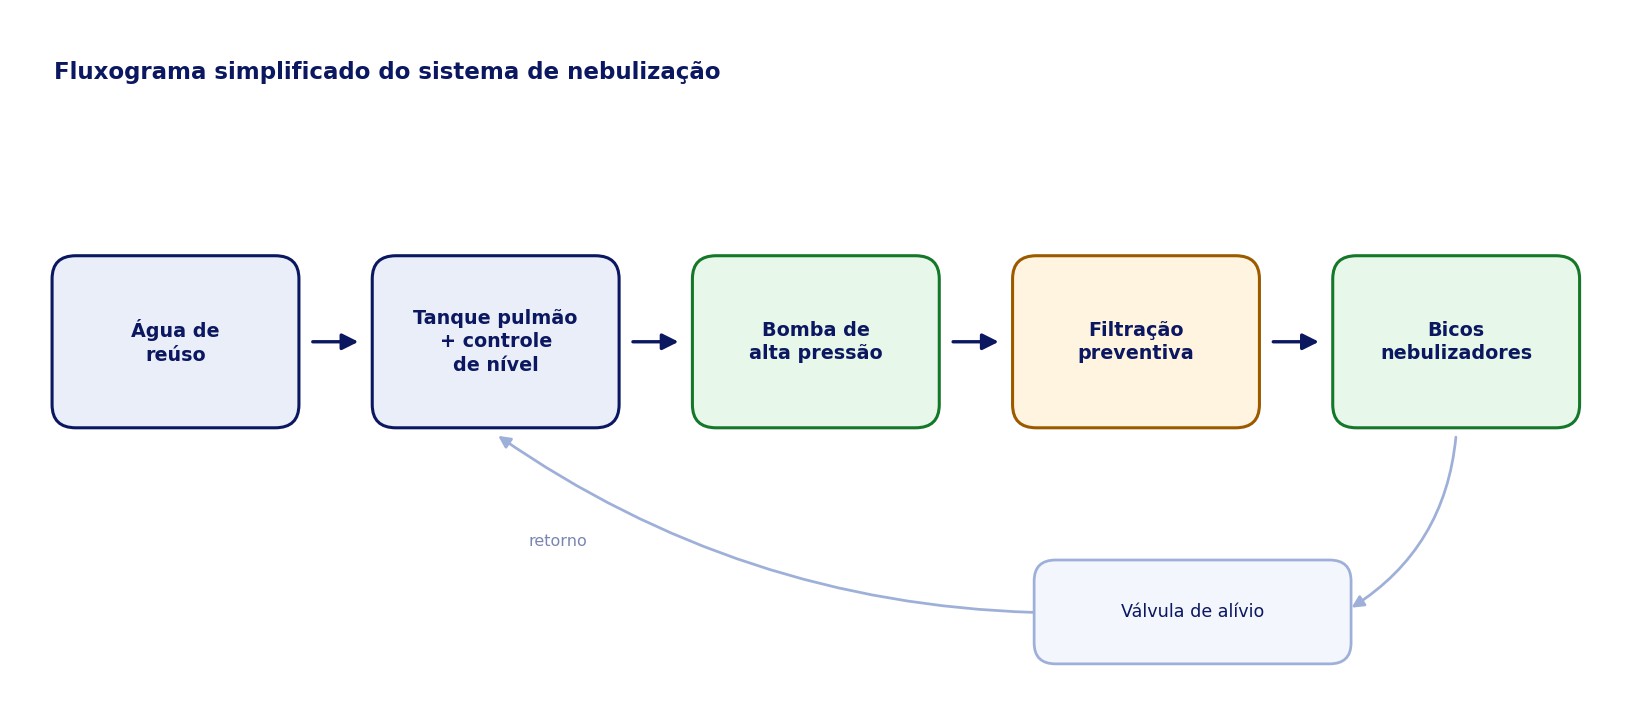 Fluxograma simplificado do sistema de nebulização
Água de
reúso
Tanque pulmão
+ controle
de nível
Bomba de
alta pressão
Filtração
preventiva
Bicos
nebulizadores
retorno
Válvula de alívio